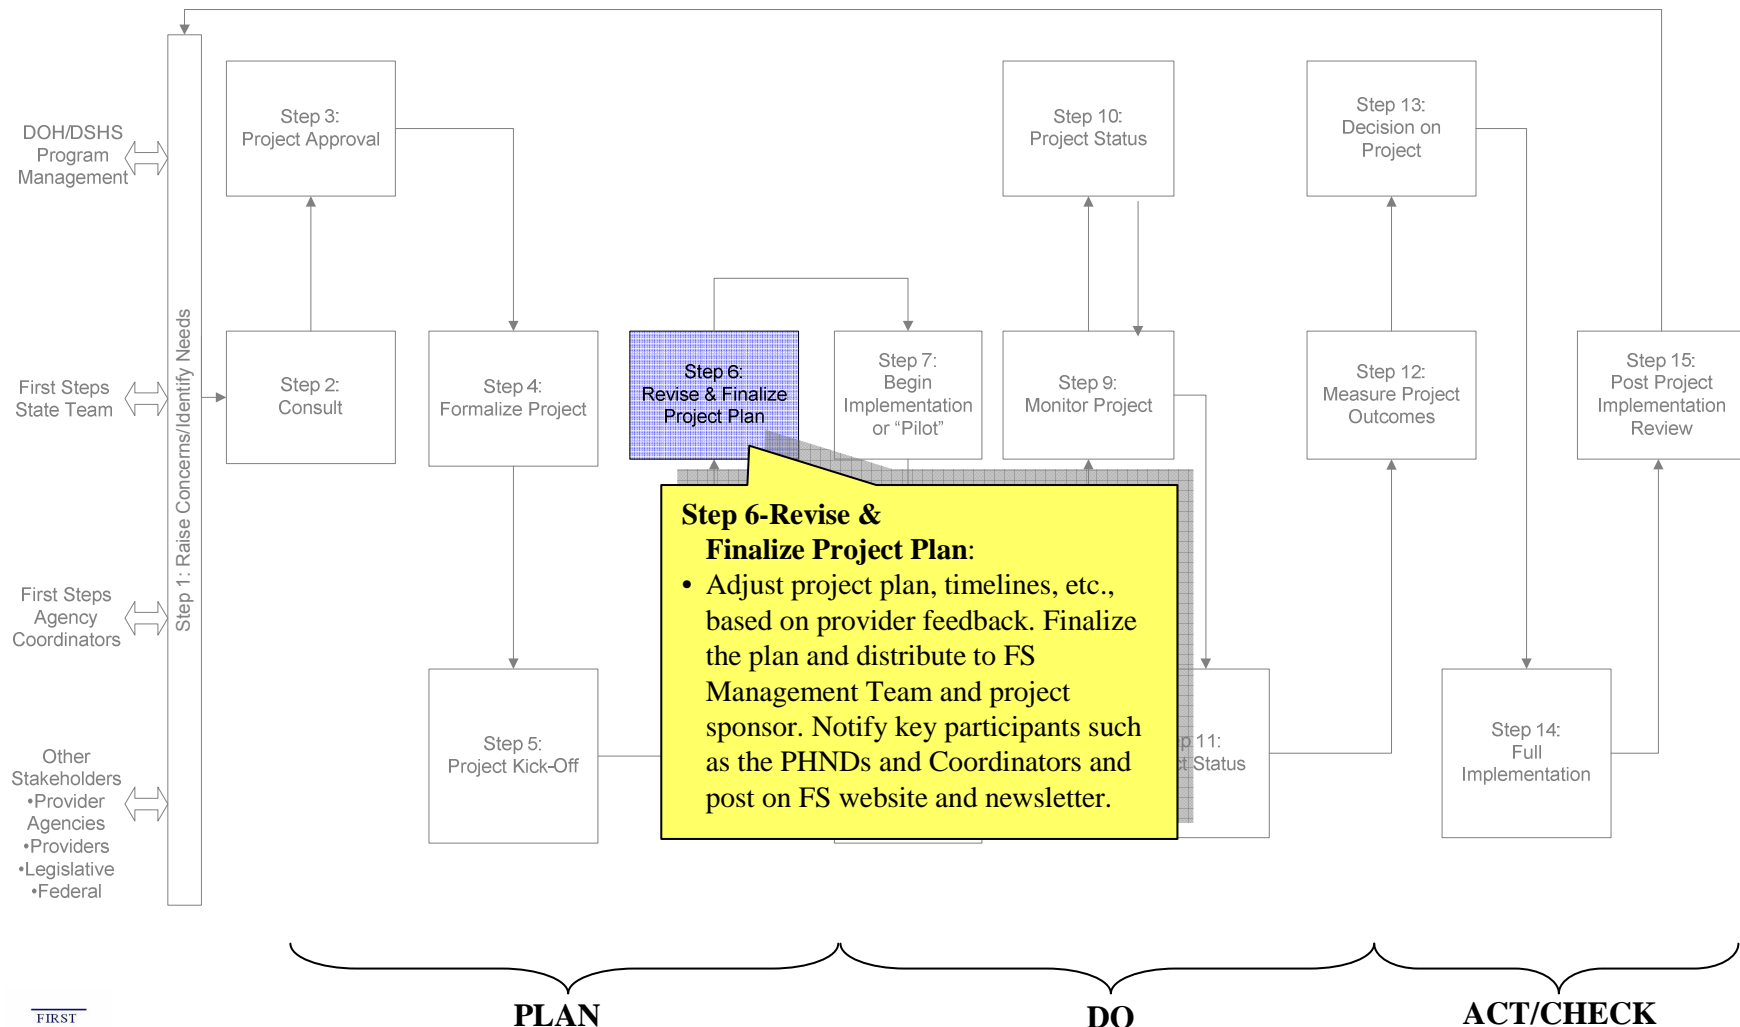 DOH/DSHS
Program
Management
First Steps
State Team
First Steps
Agency
Coordinators
Other
Stakeholders
•Provider
Agencies
•Providers
•Legislative
•Federal
Step 1: Raise Concerns/Identify Needs
Step 3:
Project Approval
Step 2:
Consult
Step 4:
Formalize Project
Step 5:
Project Kick-Off
Step 6:
Revise & Finalize
Project Plan
Step 7:
Begin
Implementation
or “Pilot”
Step 10:
Project Status
Step 9:
Monitor Project
Step 13:
Decision on
Project
Step 12:
Measure Project
Outcomes
Step 15:
Post Project
Implementation
Review
11:
Status
Step 14:
Full
Implementation
Step 6-Revise &
Finalize Project Plan:
• Adjust project plan, timelines, etc.,
based on provider feedback. Finalize
the plan and distribute to FS
Management Team and project
sponsor. Notify key participants such
as the PHNDs and Coordinators and
post on FS website and newsletter.
PLAN
DO
ACT/CHECK
FIRST